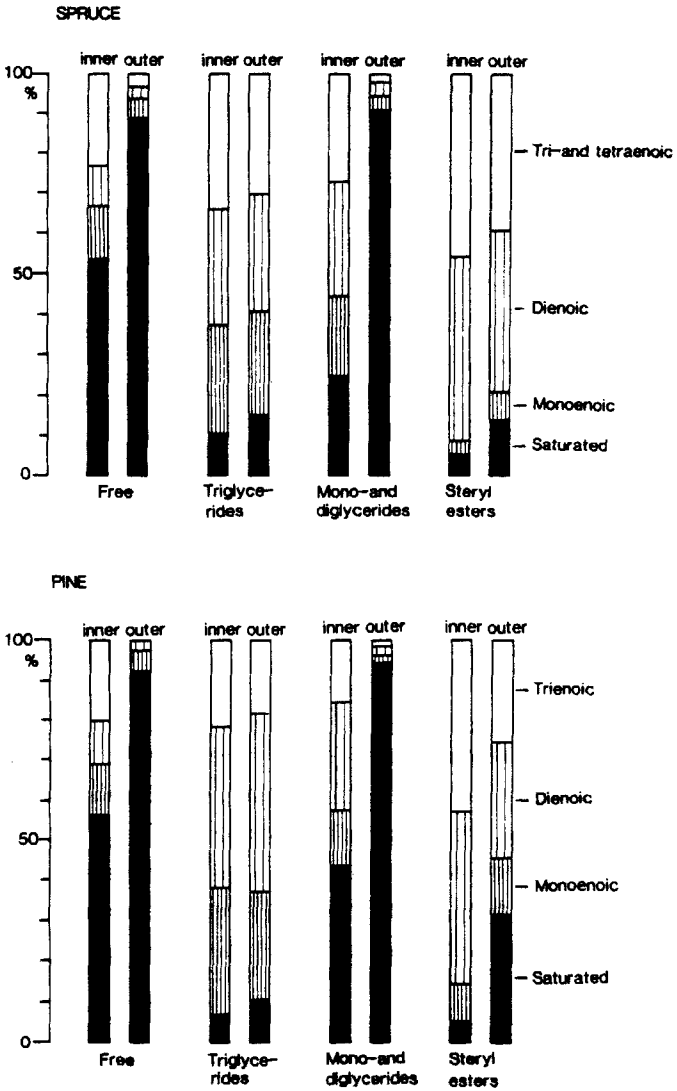 SPRUCE
inner outer inner outer inner outer inner outer
100
%
Tri-and tetraenoic
50
Dienoic
Monoenoic
Saturated
0
Free Triglyce- Mono-and Steryl
rides diglycerides esters
PINE
inner outer inner outer inner outer inner outer
100
%
Trienoic
Dienoic
50
Monoenoic
Saturated
0
Free Triglyce- Mono-and Steryl
rides diglycerides esters